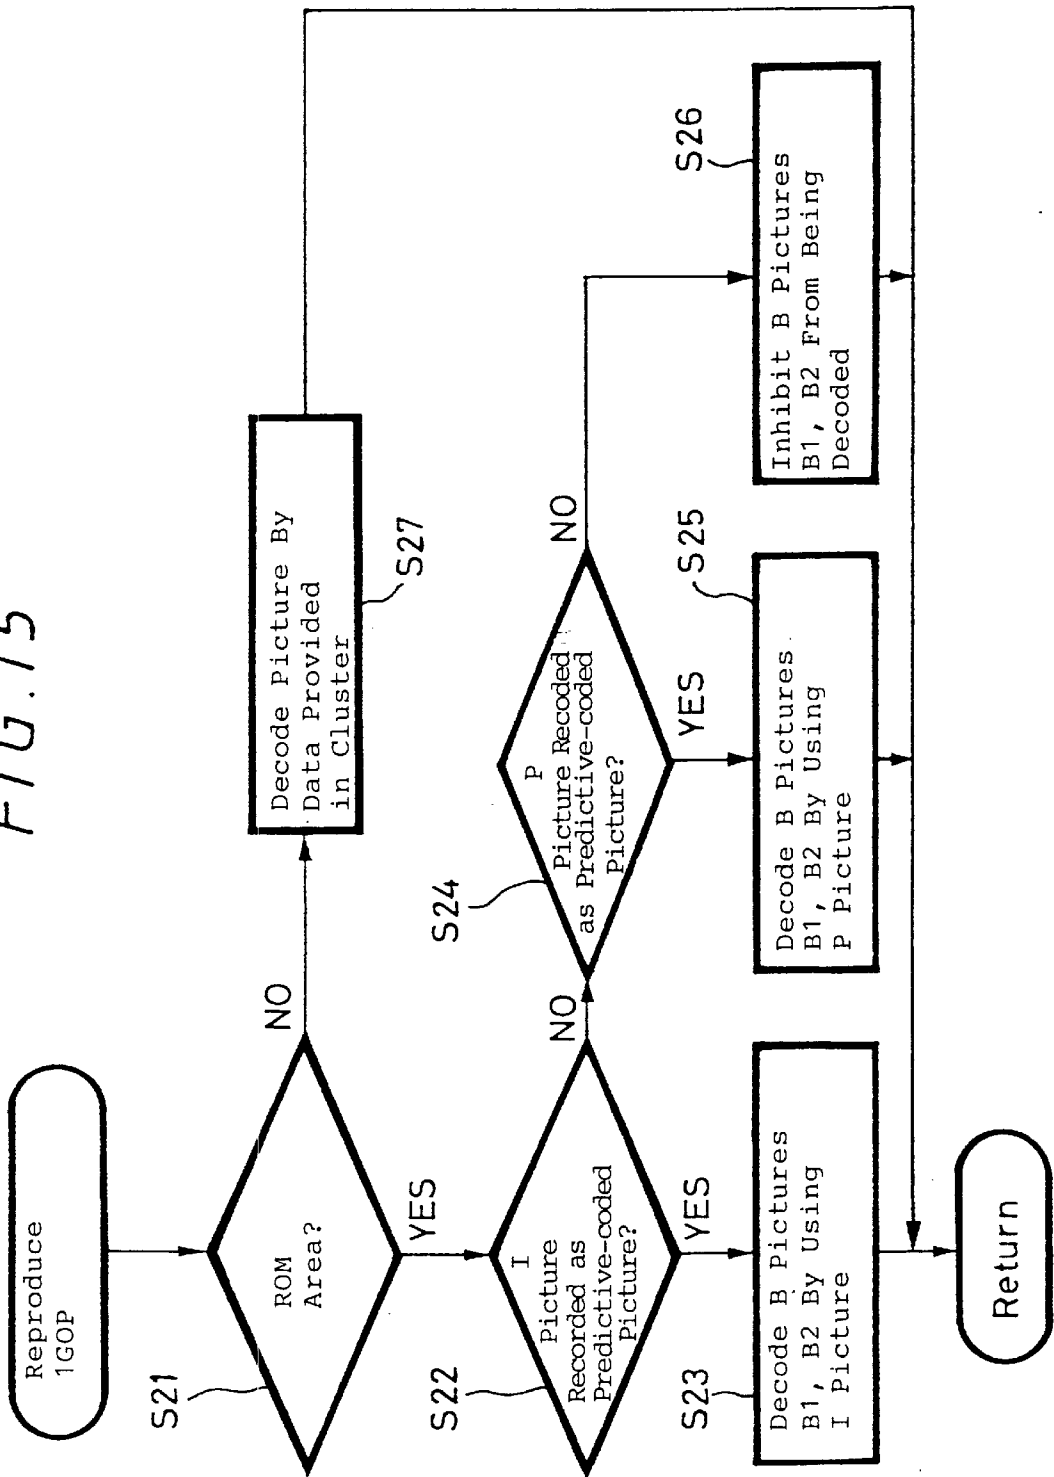 FIG.15
Reproduce
1GOP
S21
ROM
Area?
NO
YES
Decode Picture By
Data Provided
in Cluster
S27
S22
I
Picture
Recorded as
Predictive-coded
Picture?
NO
YES
S24
P
Picture Recoded
as Predictive-coded
Picture?
NO
YES
S23
Decode B Pictures
B1, B2 By Using
I Picture
S25
Decode B Pictures
B1, B2 By Using
P Picture
S26
Inhibit B Pictures
B1, B2 From Being
Decoded
Return